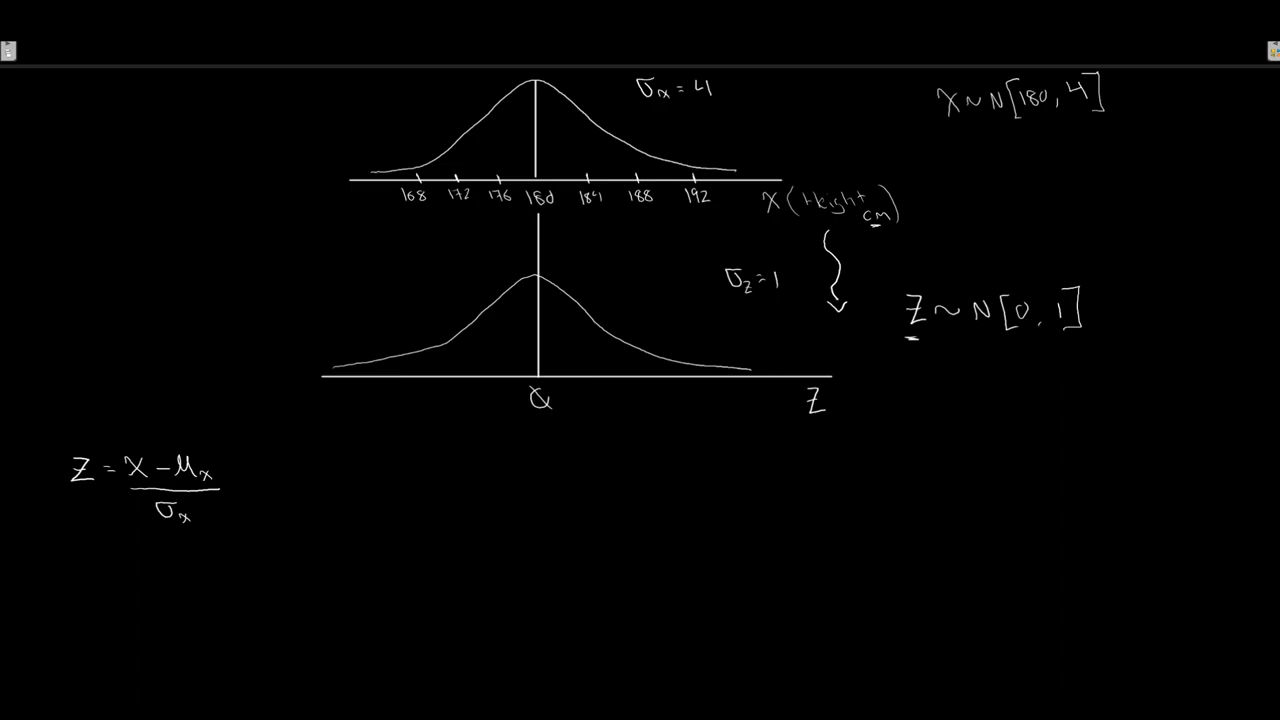 σx = 4
X ~ N[180, 4]
168 172 176 180 184 188 192
X (Height cm)
σz = 1
Z ~ N[0, 1]
0
Z
Z = X - μx
σx